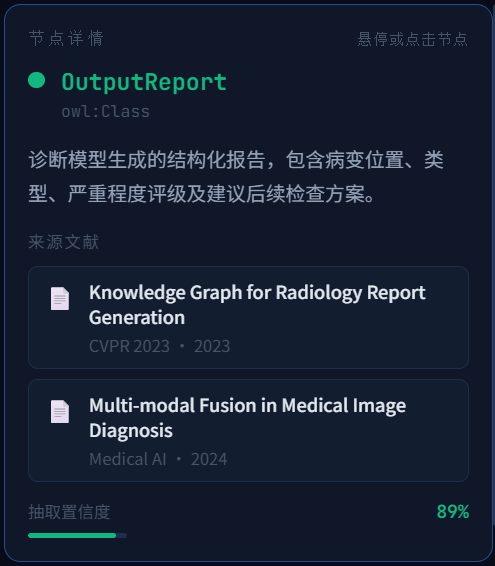 节点详情
悬停或点击节点
OutputReport
owl:Class
诊断模型生成的结构化报告，包含病变位置、类
型、严重程度评级及建议后续检查方案。
来源文献
Knowledge Graph for Radiology Report
Generation
CVPR 2023 · 2023
Multi-modal Fusion in Medical Image
Diagnosis
Medical AI · 2024
抽取置信度
89%